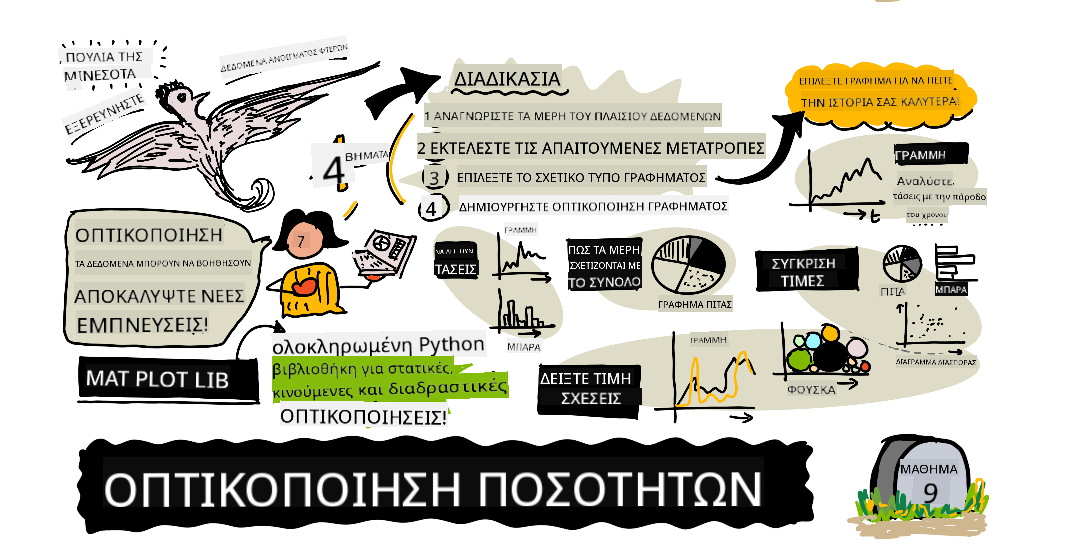 ΠΟΥΛΙΑ ΤΗΣ
ΜΙΝΕΣΟΤΑ
ΔΕΔΟΜΕΝΑ ΑΝΟΙΓΜΑΤΟΣ ΦΤΕΡΩΝ
ΕΞΕΡΕΥΝΗΣΤΕ
4 ΒΗΜΑΤΑ
ΔΙΑΔΙΚΑΣΙΑ
1 ΑΝΑΓΝΩΡΙΣΤΕ ΤΑ ΜΕΡΗ ΤΟΥ ΠΛΑΙΣΙΟΥ ΔΕΔΟΜΕΝΩΝ
2 ΕΚΤΕΛΕΣΤΕ ΤΙΣ ΑΠΑΙΤΟΥΜΕΝΕΣ ΜΕΤΑΤΡΟΠΕΣ
3 ΕΠΙΛΕΞΤΕ ΤΟ ΣΧΕΤΙΚΟ ΤΥΠΟ ΓΡΑΦΗΜΑΤΟΣ
4 ΔΗΜΙΟΥΡΓΗΣΤΕ ΟΠΤΙΚΟΠΟΙΗΣΗ ΓΡΑΦΗΜΑΤΟΣ
ΕΠΙΛΕΞΤΕ ΓΡΑΦΗΜΑ ΓΙΑ ΝΑ ΠΕΙΤΕ
ΤΗΝ ΙΣΤΟΡΙΑ ΣΑΣ ΚΑΛΥΤΕΡΑ!
ΓΡΑΜΜΗ
Αναλύστε
τάσεις με την πάροδο
του χρόνου
t
ΟΠΤΙΚΟΠΟΙΗΣΗ
ΤΑ ΔΕΔΟΜΕΝΑ ΜΠΟΡΟΥΝ ΝΑ ΒΟΗΘΗΣΟΥΝ
ΑΠΟΚΑΛΥΨΤΕ ΝΕΕΣ
ΕΜΠΝΕΥΣΕΙΣ!
7
ΤΑΣΕΙΣ
ΓΡΑΜΜΗ
ΜΠΑΡΑ
ΠΩΣ ΤΑ ΜΕΡΗ
ΣΧΕΤΙΖΟΝΤΑΙ ΜΕ
ΤΟ ΣΥΝΟΛΟ
ΓΡΑΦΗΜΑ ΠΙΤΑΣ
ΣΥΓΚΡΙΣΗ
ΤΙΜΕΣ
ΠΙΤΑ
ΜΠΑΡΑ
ΔΙΑΓΡΑΜΜΑ ΔΙΑΣΠΟΡΑΣ
MAT PLOT LIB
ολοκληρωμένη Python
βιβλιοθήκη για στατικές,
κινούμενες και διαδραστικές
ΟΠΤΙΚΟΠΟΙΗΣΕΙΣ!
ΔΕΙΞΤΕ ΤΙΜΗ
ΣΧΕΣΕΙΣ
ΓΡΑΜΜΗ
ΦΟΥΣΚΑ
ΟΠΤΙΚΟΠΟΙΗΣΗ ΠΟΣΟΤΗΤΩΝ
ΜΑΘΗΜΑ
9